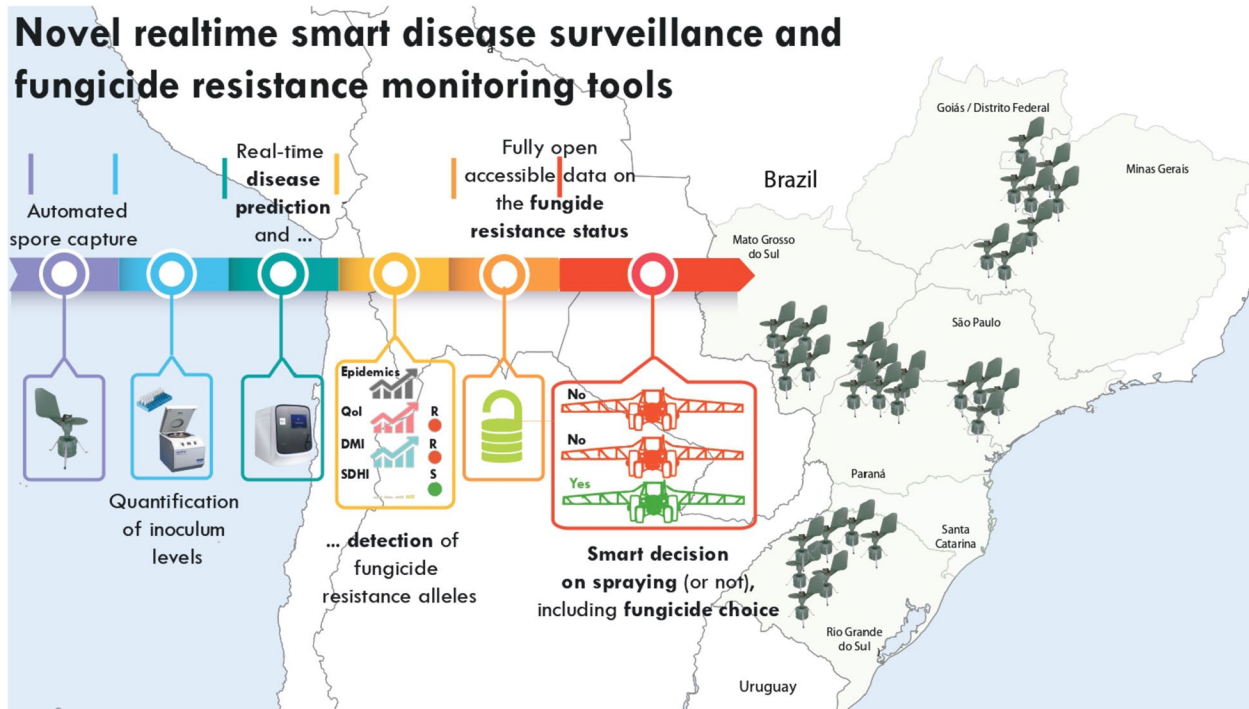 Novel realtime smart disease surveillance and
fungicide resistance monitoring tools
Automated
spore capture
Quantification
of inoculum
levels
Real-time
disease
prediction
and ...
... detection of
fungicide
resistance alleles
Fully open
accessible data on
the fungide
resistance status
Smart decision
on spraying (or not),
including fungicide choice
Epidemics
QoI R
DMI R
SDHI S
No
No
Yes
Brazil
Goiás / Distrito Federal
Minas Gerais
Mato Grosso
do Sul
São Paulo
Paraná
Santa
Catarina
Rio Grande
do Sul
Uruguay